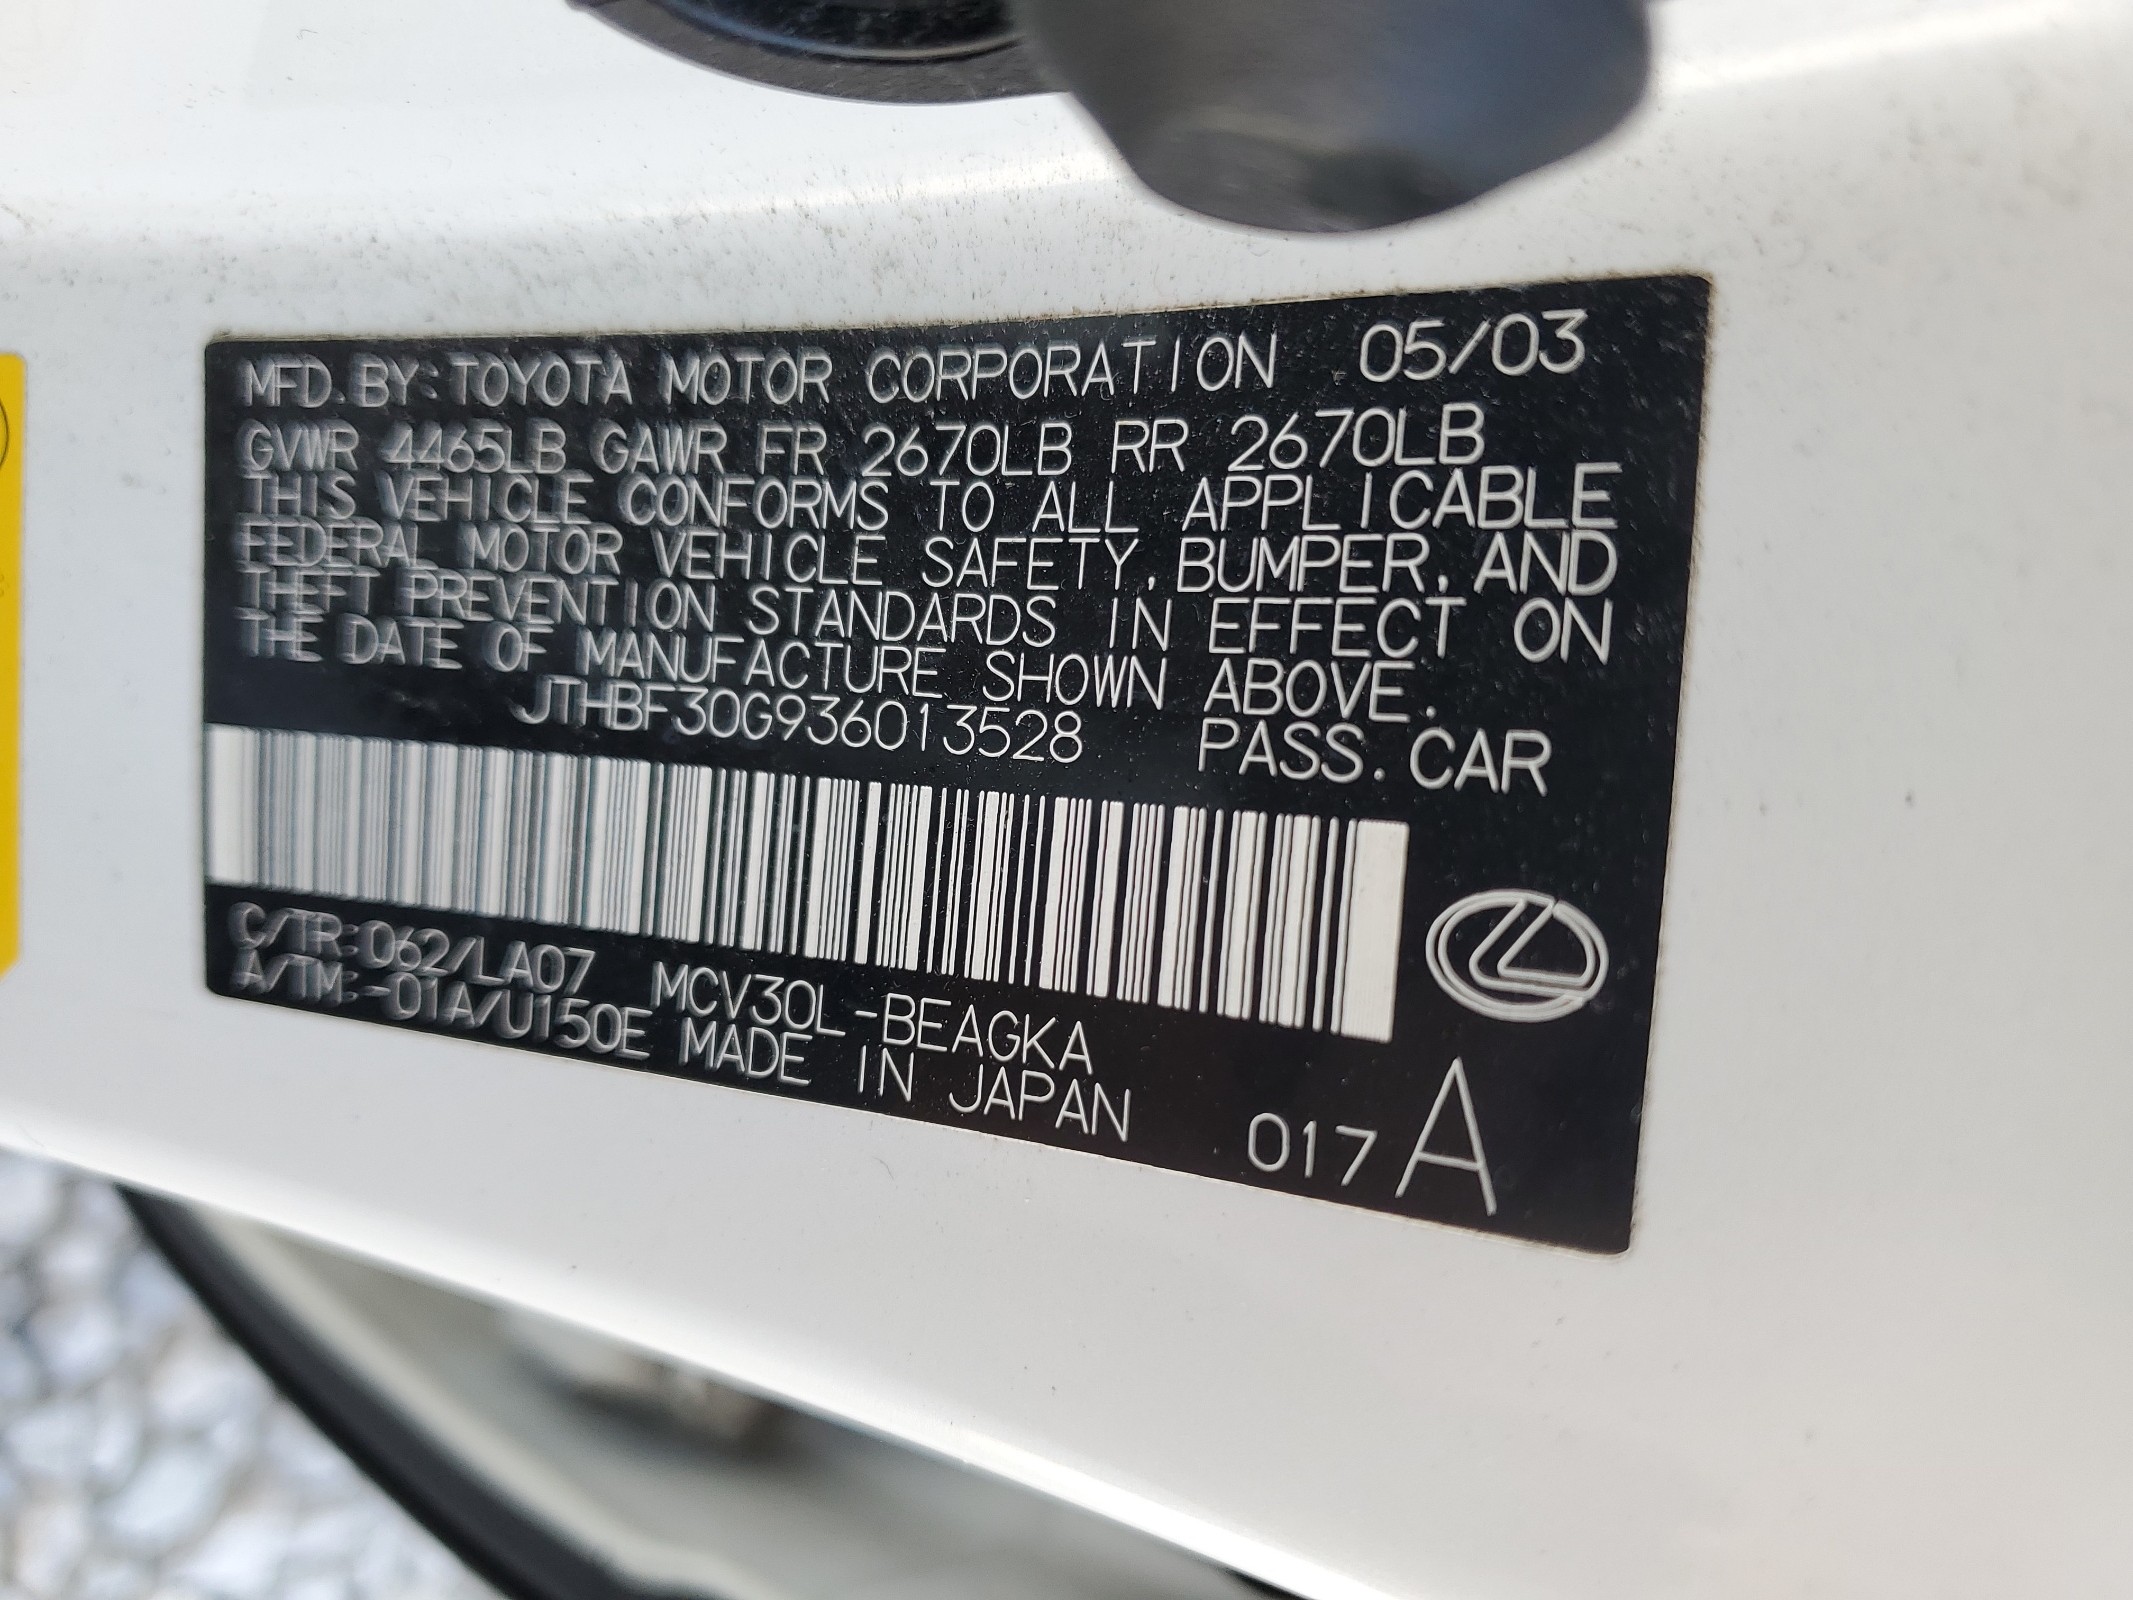 MFD. BY: TOYOTA MOTOR CORPORATION 05/03
GVWR 4465LB GAWR FR 2670LB RR 2670LB
THIS VEHICLE CONFORMS TO ALL APPLICABLE
FEDERAL MOTOR VEHICLE SAFETY, BUMPER, AND
THEFT PREVENTION STANDARDS IN EFFECT ON
THE DATE OF MANUFACTURE SHOWN ABOVE.
JTHBF30G936013528 PASS. CAR
C/TR:062/LA07 MCV30L-BEAGKA
A/TM:-01A/U150E MADE IN JAPAN
017 A